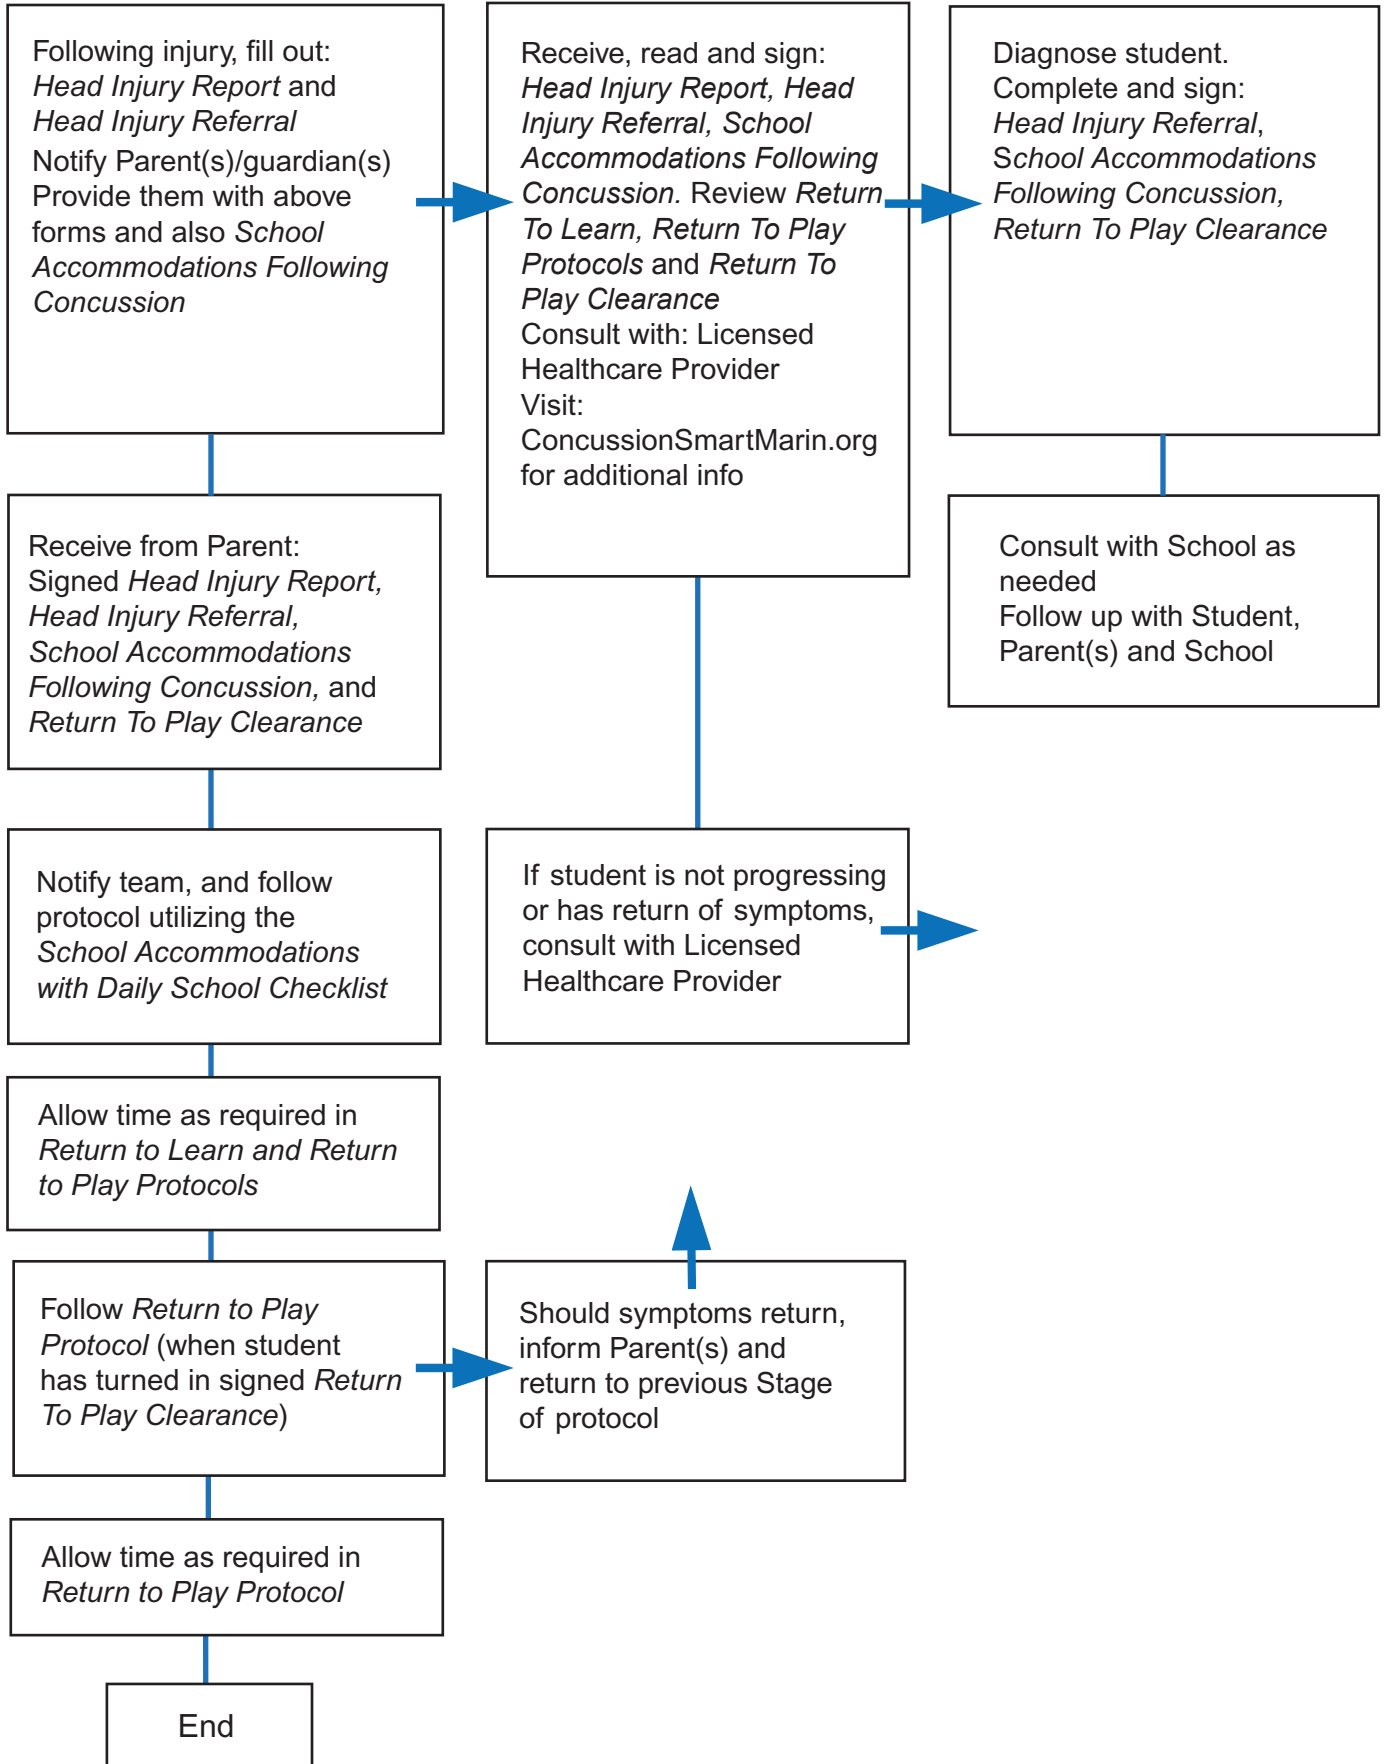 Following injury, fill out:
Head Injury Report and
Head Injury Referral
Notify Parent(s)/guardian(s)
Provide them with above
forms and also School
Accommodations Following
Concussion
Receive, read and sign:
Head Injury Report, Head
Injury Referral, School
Accommodations Following
Concussion. Review Return
To Learn, Return To Play
Protocols and Return To
Play Clearance
Consult with: Licensed
Healthcare Provider
Visit:
ConcussionSmartMarin.org
for additional info
Diagnose student.
Complete and sign:
Head Injury Referral,
School Accommodations
Following Concussion,
Return To Play Clearance
Receive from Parent:
Signed Head Injury Report,
Head Injury Referral,
School Accommodations
Following Concussion, and
Return To Play Clearance
Consult with School as
needed
Follow up with Student,
Parent(s) and School
Notify team, and follow
protocol utilizing the
School Accommodations
with Daily School Checklist
If student is not progressing
or has return of symptoms,
consult with Licensed
Healthcare Provider
Allow time as required in
Return to Learn and Return
to Play Protocols
Follow Return to Play
Protocol (when student
has turned in signed Return
To Play Clearance)
Should symptoms return,
inform Parent(s) and
return to previous Stage
of protocol
Allow time as required in
Return to Play Protocol
End